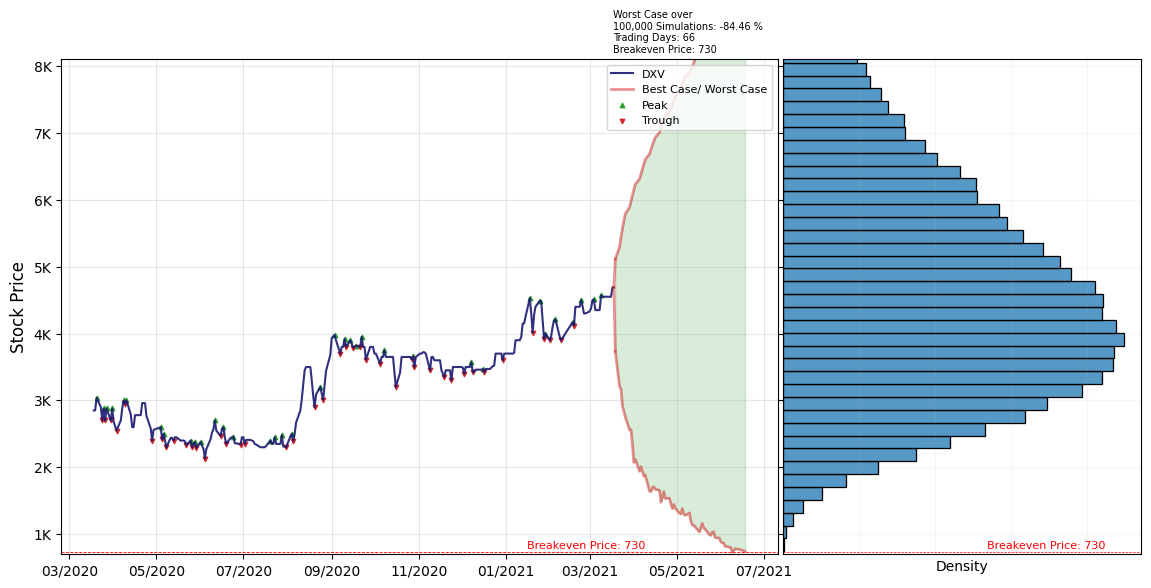 Worst Case over
100,000 Simulations: -84.46 %
Trading Days: 66
Breakeven Price: 730
8K
7K
6K
5K
4K
3K
2K
1K
Stock Price
DXV
Best Case/ Worst Case
Peak
Trough
Breakeven Price: 730
Breakeven Price: 730
03/2020
05/2020
07/2020
09/2020
11/2020
01/2021
03/2021
05/2021
07/2021
Density